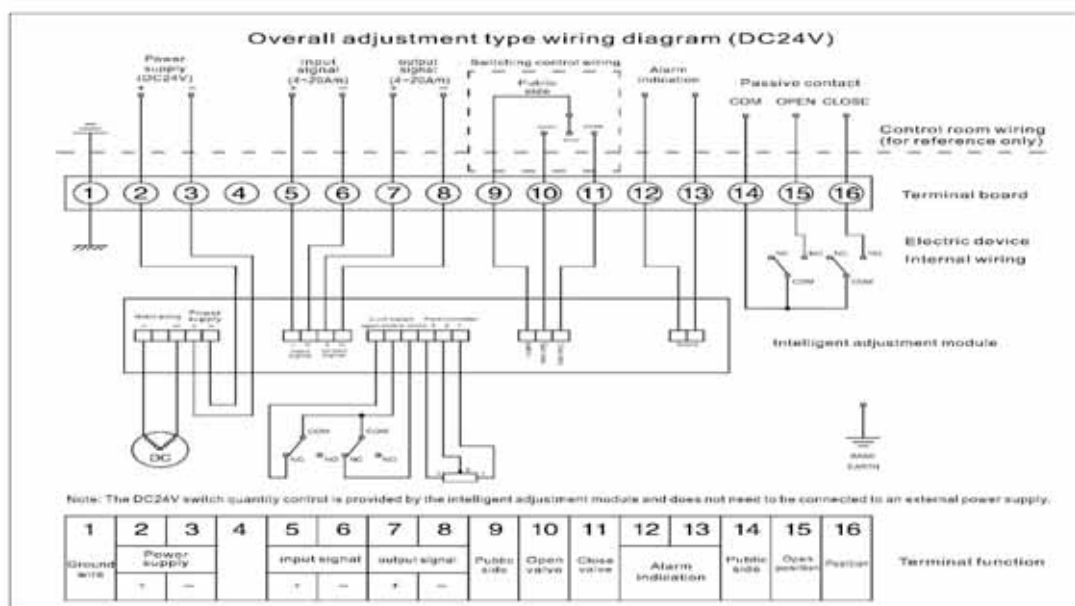 Overall adjustment type wiring diagram (DC24V)
Power
supply
(DC24V)
+ −
input
signal
(4~20Am)
+ −
output
signal
(4~20Am)
+ −
Switching control wiring
Public
side
Alarm
indication
Passive contact
COM OPEN CLOSE
Control room wiring
(for reference only)
1 2 3 4 5 6 7 8 9 10 11 12 13 14 15 16
Terminal board
Electric device
Internal wiring
NC NO NC NO
COM COM
Power
supply
Intelligent adjustment module
DC
COM COM
NC NO NC NO
EARTH
Note: The DC24V switch quantity control is provided by the intelligent adjustment module and does not need to be connected to an external power supply.
1 2 3 4 5 6 7 8 9 10 11 12 13 14 15 16
Ground
wire
Power
supply
+ −
input signal
+ −
output signal
+ −
Public
side
Open
valve
Close
valve
Alarm
indication
Public
side
Open
position
Position
Terminal function